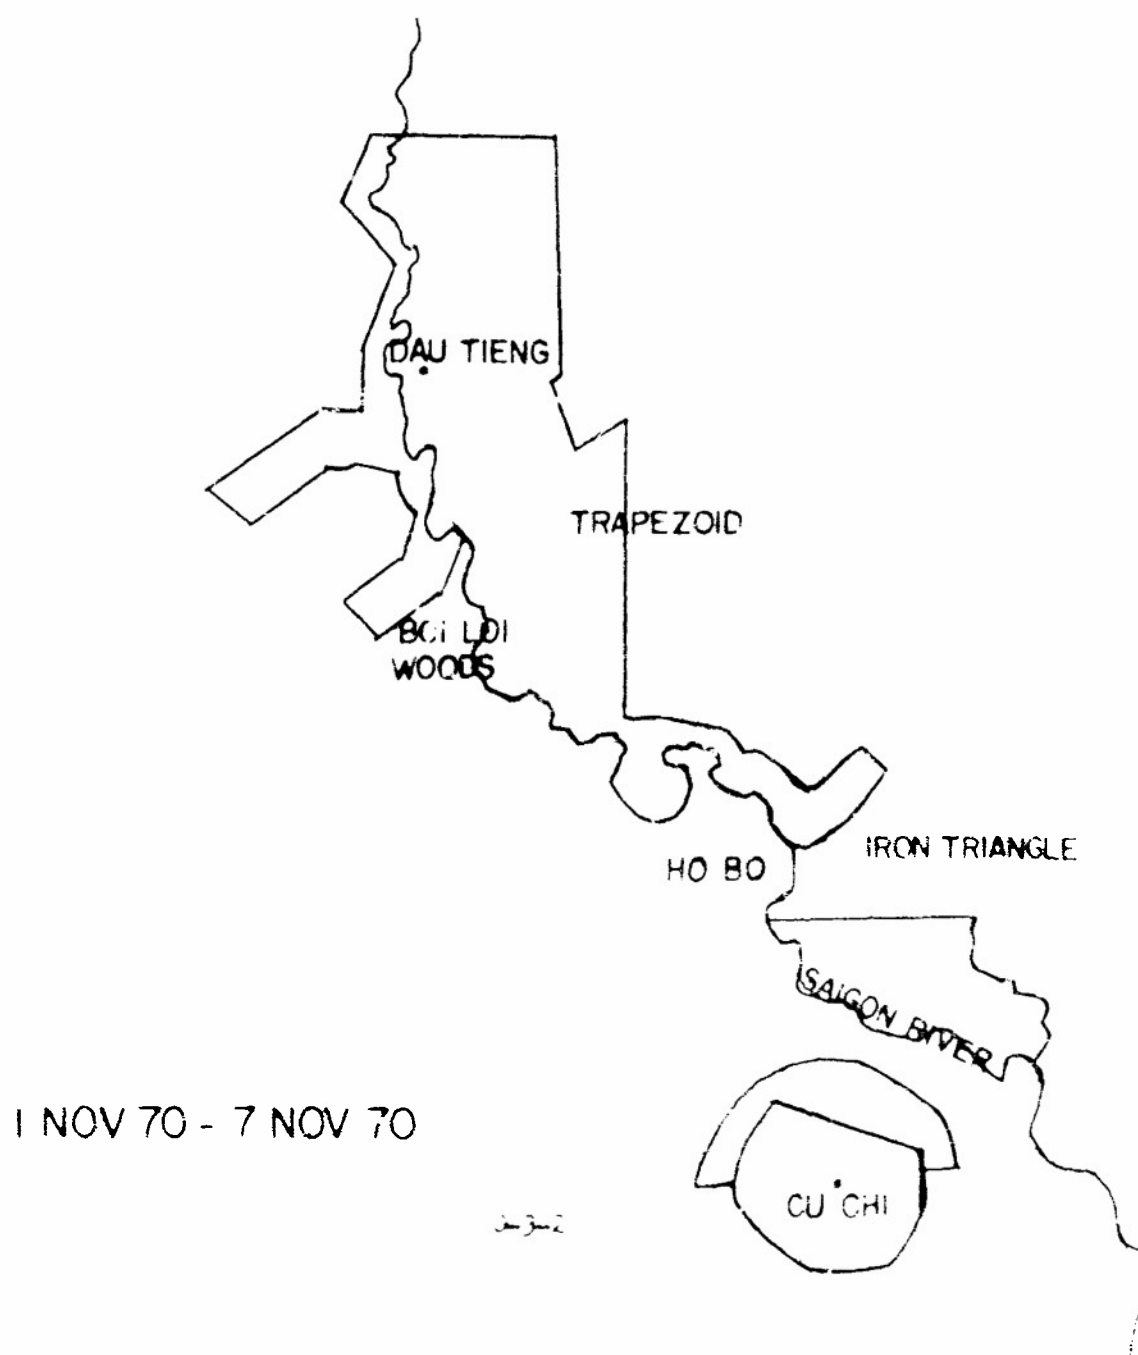 DAU TIENG
TRAPEZOID
BOI LOI
WOODS
IRON TRIANGLE
HO BO
SAIGON RIVER
1 NOV 70 - 7 NOV 70
CU CHI